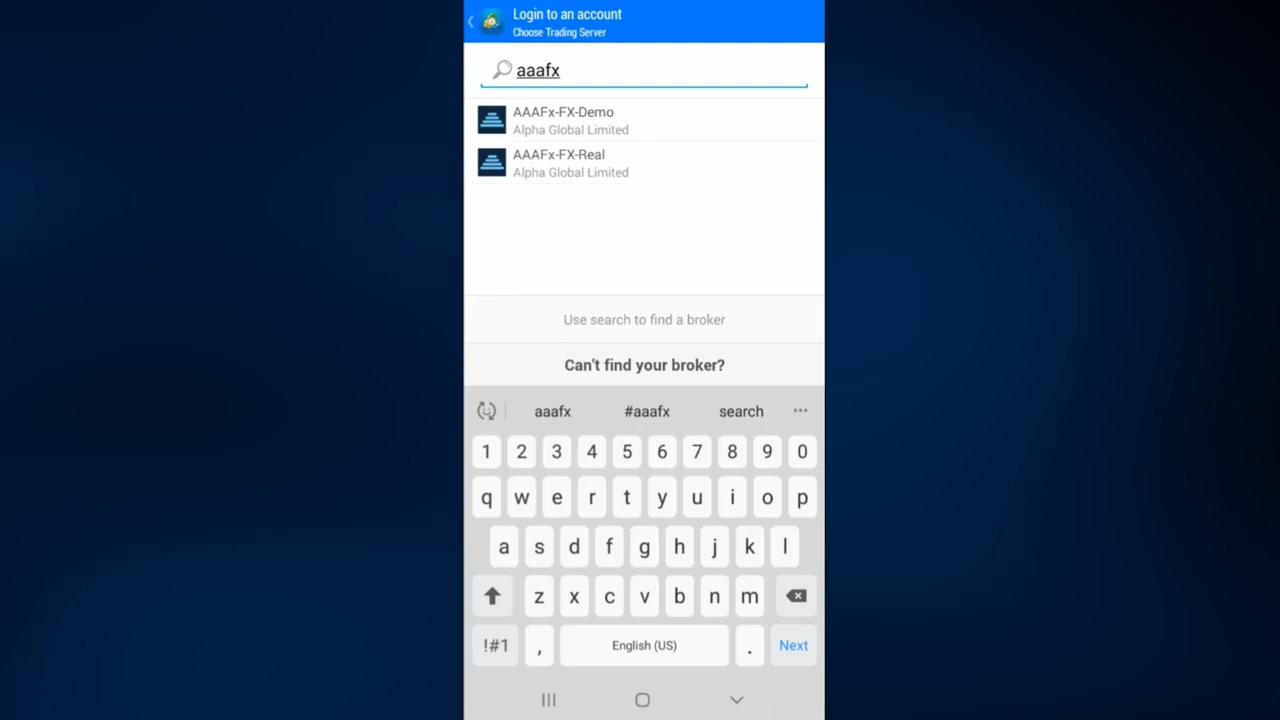 Login to an account
Choose Trading Server
aaafx
AAAFx-FX-Demo
Alpha Global Limited
AAAFx-FX-Real
Alpha Global Limited
Use search to find a broker
Can't find your broker?
aaafx #aaafx search ...
1 2 3 4 5 6 7 8 9 0
q w e r t y u i o p
a s d f g h j k l
z x c v b n m
!#1 , English (US) . Next